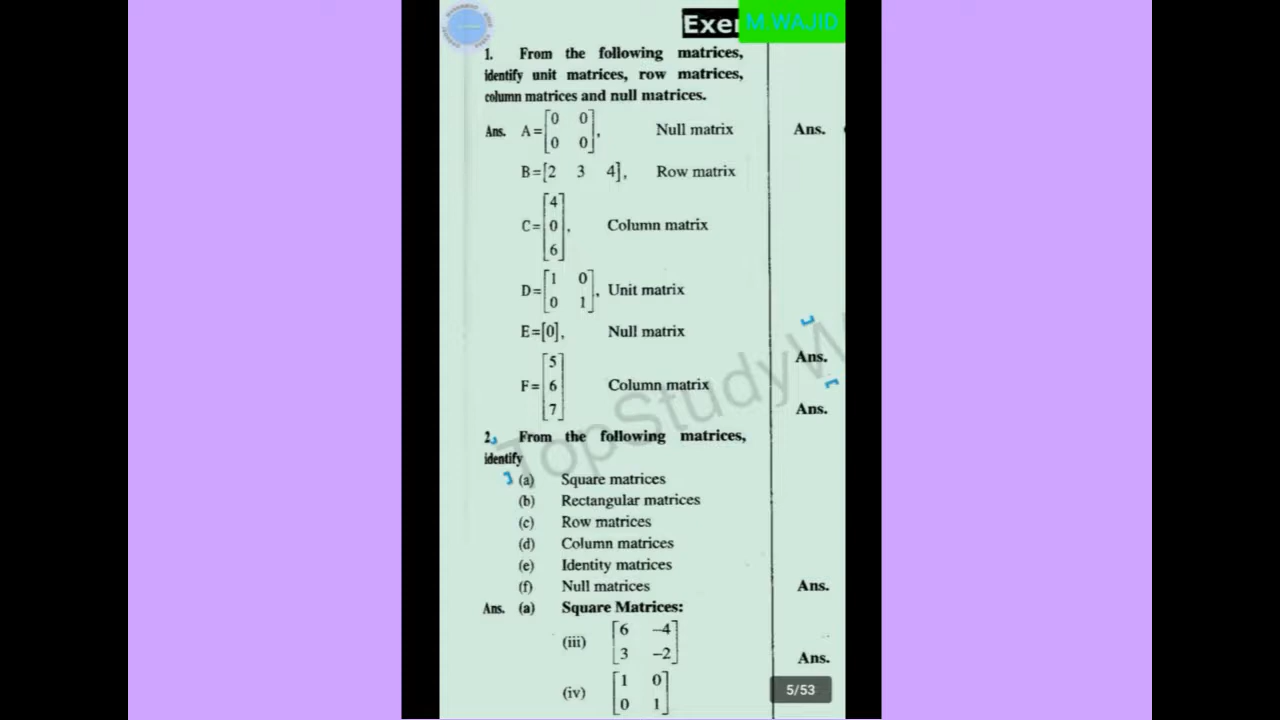 Exer
M.WAJID
1. From the following matrices,
identify unit matrices, row matrices,
column matrices and null matrices.
Ans. A = [0 0
0 0], Null matrix
B = [2 3 4], Row matrix
C = [4
0
6], Column matrix
D = [1 0
0 1], Unit matrix
E = [0], Null matrix
F = [5
6
7] Column matrix
2. From the following matrices,
identify
(a) Square matrices
(b) Rectangular matrices
(c) Row matrices
(d) Column matrices
(e) Identity matrices
(f) Null matrices
Ans. (a) Square Matrices:
(iii) [6 -4
3 -2]
(iv) [1 0
0 1]
Ans.
Ans.
Ans.
Ans.
Ans.
TopStudyW
5/53